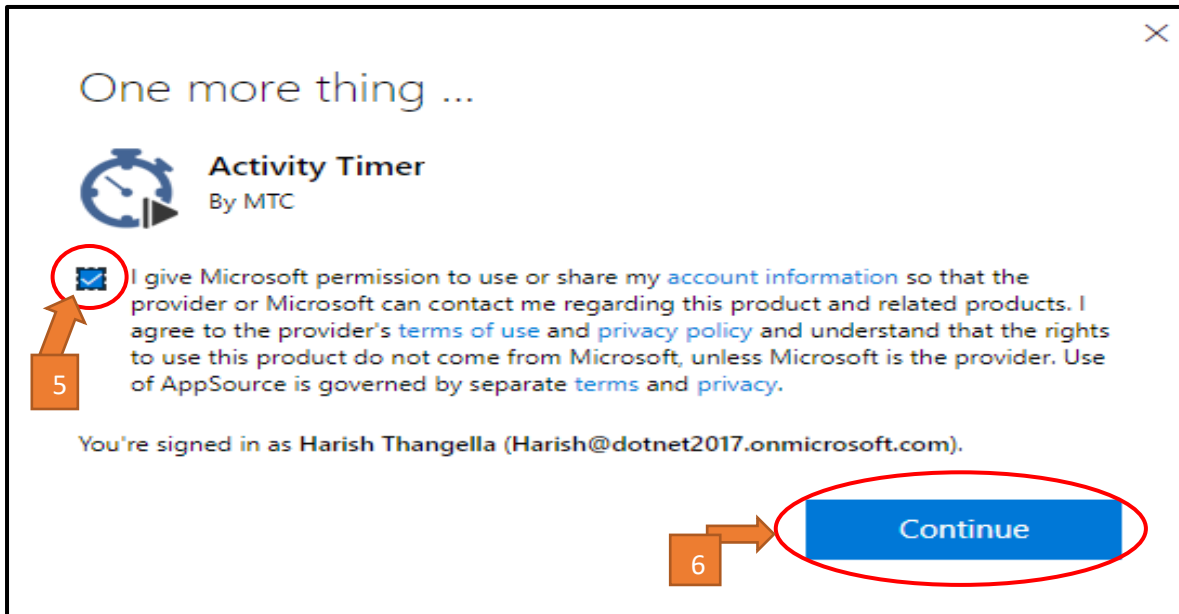 One more thing ...
Activity Timer
By MTC
I give Microsoft permission to use or share my account information so that the
provider or Microsoft can contact me regarding this product and related products. I
agree to the provider's terms of use and privacy policy and understand that the rights
to use this product do not come from Microsoft, unless Microsoft is the provider. Use
of AppSource is governed by separate terms and privacy.
5
You're signed in as Harish Thangella (Harish@dotnet2017.onmicrosoft.com).
Continue
6